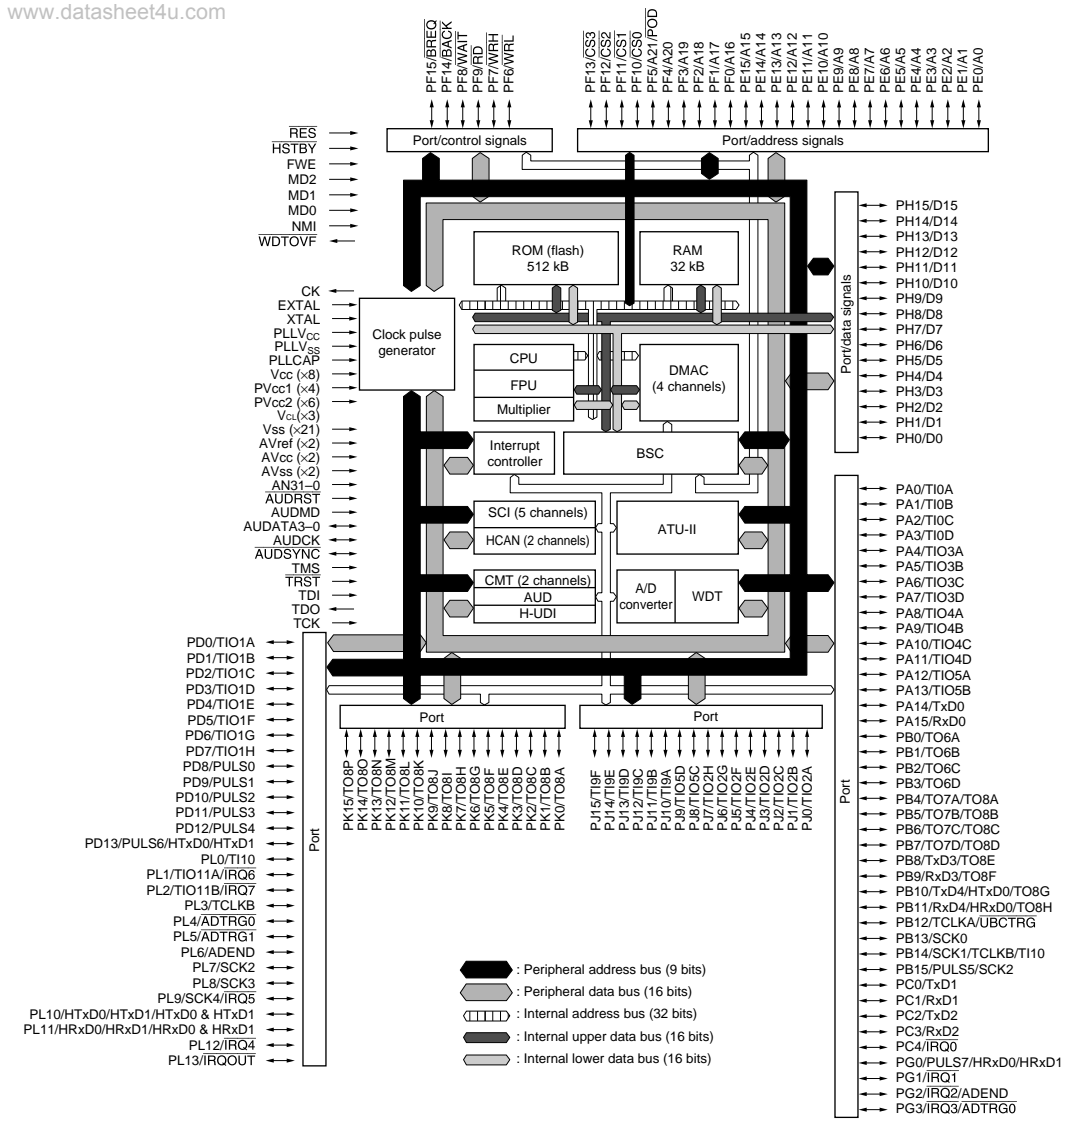 www.datasheet4u.com
PF15/BREQ
PF14/BACK
PF8/WAIT
PF9/RD
PF7/WRH
PF6/WRL
PF13/CS3
PF12/CS2
PF11/CS1
PF10/CS0
PF5/A21/POD
PF4/A20
PF3/A19
PF2/A18
PF1/A17
PF0/A16
PE15/A15
PE14/A14
PE13/A13
PE12/A12
PE11/A11
PE10/A10
PE9/A9
PE8/A8
PE7/A7
PE6/A6
PE5/A5
PE4/A4
PE3/A3
PE2/A2
PE1/A1
PE0/A0
Port/control signals
Port/address signals
RES
HSTBY
FWE
MD2
MD1
MD0
NMI
WDTOVF
CK
EXTAL
XTAL
PLLVCC
PLLVSS
PLLCAP
Vcc (×8)
PVcc1 (×4)
PVcc2 (×6)
VCL(×3)
Vss (×21)
AVref (×2)
AVcc (×2)
AVss (×2)
AN31–0
AUDRST
AUDMD
AUDATA3–0
AUDCK
AUDSYNC
TMS
TRST
TDI
TDO
TCK
ROM (flash)
512 kB
RAM
32 kB
Clock pulse
generator
CPU
FPU
Multiplier
DMAC
(4 channels)
Interrupt
controller
BSC
SCI (5 channels)
HCAN (2 channels)
ATU-II
CMT (2 channels)
AUD
H-UDI
A/D
converter
WDT
Port/data signals
PH15/D15
PH14/D14
PH13/D13
PH12/D12
PH11/D11
PH10/D10
PH9/D9
PH8/D8
PH7/D7
PH6/D6
PH5/D5
PH4/D4
PH3/D3
PH2/D2
PH1/D1
PH0/D0
Port
PA0/TI0A
PA1/TI0B
PA2/TI0C
PA3/TI0D
PA4/TIO3A
PA5/TIO3B
PA6/TIO3C
PA7/TIO3D
PA8/TIO4A
PA9/TIO4B
PA10/TIO4C
PA11/TIO4D
PA12/TIO5A
PA13/TIO5B
PA14/TxD0
PA15/RxD0
PB0/TO6A
PB1/TO6B
PB2/TO6C
PB3/TO6D
PB4/TO7A/TO8A
PB5/TO7B/TO8B
PB6/TO7C/TO8C
PB7/TO7D/TO8D
PB8/TxD3/TO8E
PB9/RxD3/TO8F
PB10/TxD4/HTxD0/TO8G
PB11/RxD4/HRxD0/TO8H
PB12/TCLKA/UBCTRG
PB13/SCK0
PB14/SCK1/TCLKB/TI10
PB15/PULS5/SCK2
PC0/TxD1
PC1/RxD1
PC2/TxD2
PC3/RxD2
PC4/IRQ0
PG0/PULS7/HRxD0/HRxD1
PG1/IRQ1
PG2/IRQ2/ADEND
PG3/IRQ3/ADTRG0
Port
PD0/TIO1A
PD1/TIO1B
PD2/TIO1C
PD3/TIO1D
PD4/TIO1E
PD5/TIO1F
PD6/TIO1G
PD7/TIO1H
PD8/PULS0
PD9/PULS1
PD10/PULS2
PD11/PULS3
PD12/PULS4
PD13/PULS6/HTxD0/HTxD1
PL0/TI10
PL1/TIO11A/IRQ6
PL2/TIO11B/IRQ7
PL3/TCLKB
PL4/ADTRG0
PL5/ADTRG1
PL6/ADEND
PL7/SCK2
PL8/SCK3
PL9/SCK4/IRQ5
PL10/HTxD0/HTxD1/HTxD0 & HTxD1
PL11/HRxD0/HRxD1/HRxD0 & HRxD1
PL12/IRQ4
PL13/IRQOUT
Port
PK15/TO8P
PK14/TO8O
PK13/TO8N
PK12/TO8M
PK11/TO8L
PK10/TO8K
PK9/TO8J
PK8/TO8I
PK7/TO8H
PK6/TO8G
PK5/TO8F
PK4/TO8E
PK3/TO8D
PK2/TO8C
PK1/TO8B
PK0/TO8A
Port
PJ15/TI9F
PJ14/TI9E
PJ13/TI9D
PJ12/TI9C
PJ11/TI9B
PJ10/TI9A
PJ9/TIO5D
PJ8/TIO5C
PJ7/TIO2H
PJ6/TIO2G
PJ5/TIO2F
PJ4/TIO2E
PJ3/TIO2D
PJ2/TIO2C
PJ1/TIO2B
PJ0/TIO2A
: Peripheral address bus (9 bits)
: Peripheral data bus (16 bits)
: Internal address bus (32 bits)
: Internal upper data bus (16 bits)
: Internal lower data bus (16 bits)